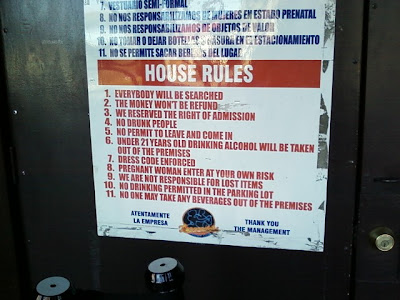 7. VESTUARIO SEMI-FORMAL
8. NO NOS RESPONSABILIZAMOS DE MUJERES EN ESTARO PRENATAL
9. NO NOS RESPONSABILIZAMOS DE OBJETOS DE VALOR
10. NO TOMAR O DEJAR BOTELLAS BASURA EN EL ESTACIONAMIENTO
11. NO SE PERMITE SACAR BEBIDAS DEL LUGAR
HOUSE RULES
1. EVERYBODY WILL BE SEARCHED
2. THE MONEY WON'T BE REFUND
3. WE RESERVED THE RIGHT OF ADMISSION
4. NO DRUNK PEOPLE
5. NO PERMIT TO LEAVE AND COME IN
6. UNDER 21 YEARS OLD DRINKING ALCOHOL WILL BE TAKEN
OUT OF THE PREMISES
7. DRESS CODE ENFORCED
8. PREGNANT WOMAN ENTER AT YOUR OWN RISK
9. WE ARE NOT RESPONSIBLE FOR LOST ITEMS
10. NO DRINKING PERMITTED IN THE PARKING LOT
11. NO ONE MAY TAKE ANY BEVERAGES OUT OF THE PREMISES
ATENTAMENTE
LA EMPRESA
THANK YOU
THE MANAGEMENT